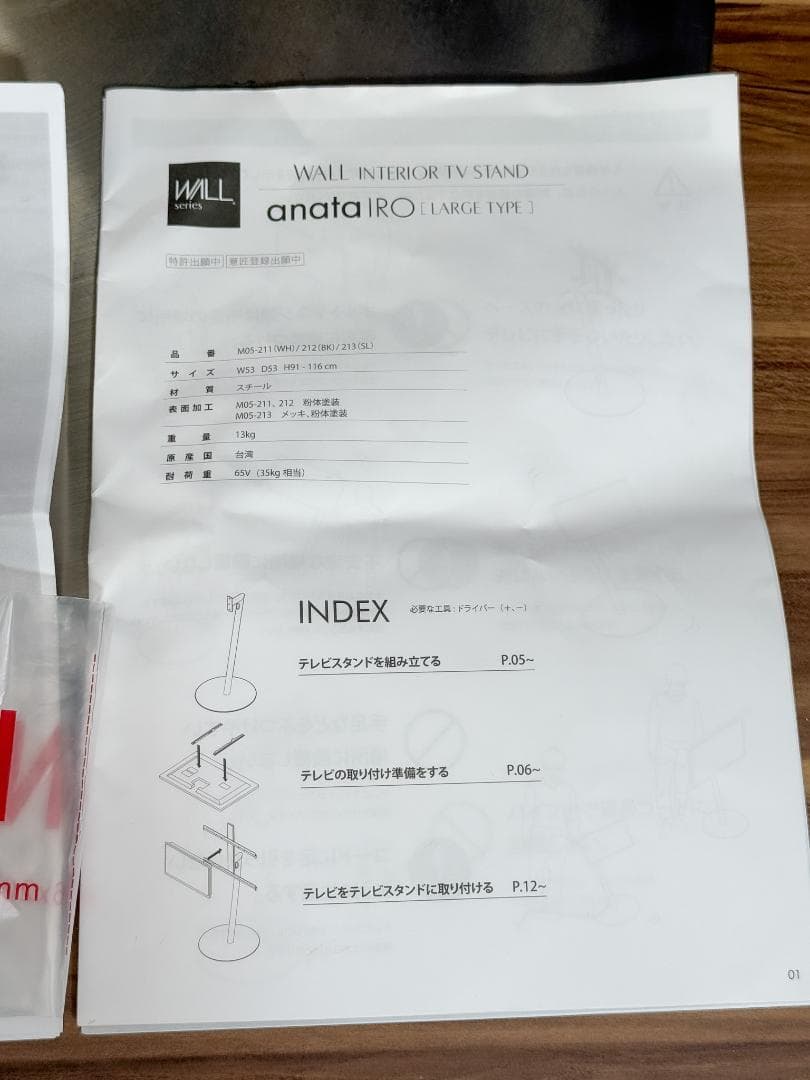 WALL
series
WALL INTERIOR TV STAND
anata IRO [ LARGE TYPE ]
特許出願中 意匠登録出願中
品番 M05-211(WH) / 212(BK) / 213(SL)
サイズ W53 D53 H91 - 116 cm
材質 スチール
表面加工 M05-211、212 粉体塗装
M05-213 メッキ、粉体塗装
重量 13kg
原産国 台湾
耐荷重 65V (35kg 相当)
INDEX 必要な工具 : ドライバー (+、−)
テレビスタンドを組み立てる P.05~
テレビの取り付け準備をする P.06~
テレビをテレビスタンドに取り付ける P.12~
mm
01